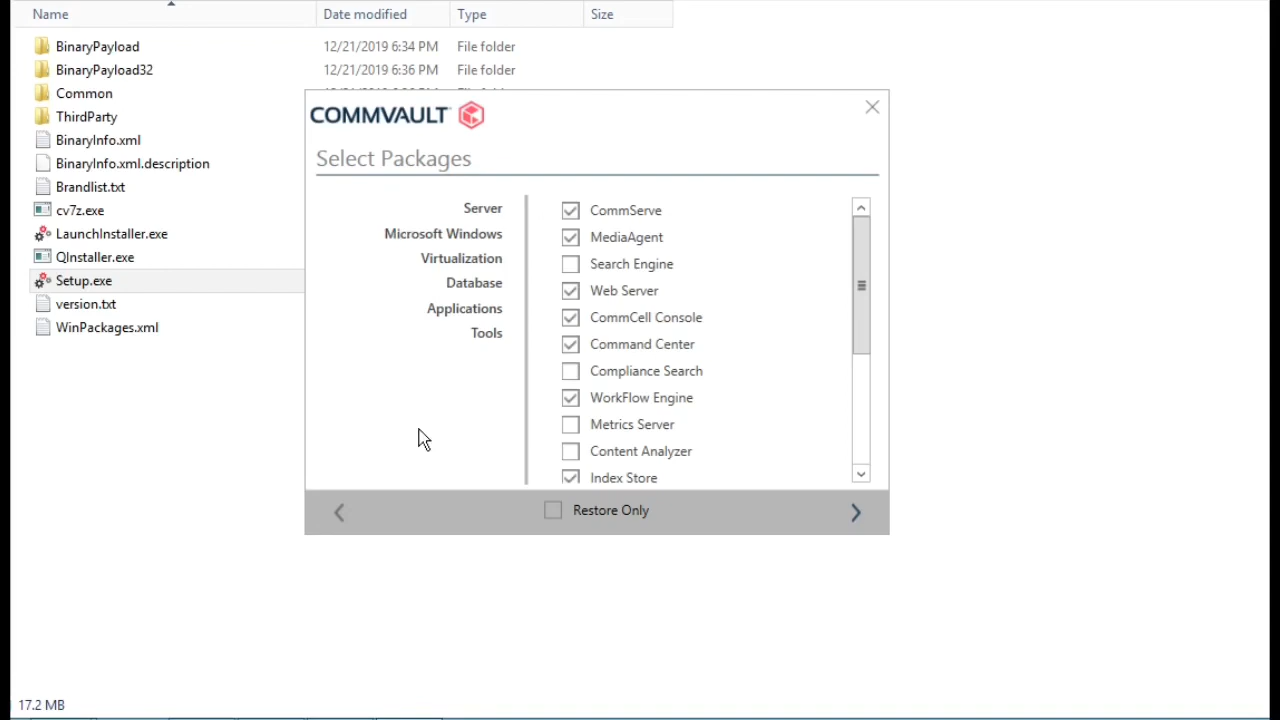 Name Date modified Type Size
BinaryPayload 12/21/2019 6:34 PM File folder
BinaryPayload32 12/21/2019 6:36 PM File folder
Common
ThirdParty
BinaryInfo.xml
BinaryInfo.xml.description
Brandlist.txt
cv7z.exe
LaunchInstaller.exe
QInstaller.exe
Setup.exe
version.txt
WinPackages.xml
COMMVAULT
Select Packages
Server
Microsoft Windows
Virtualization
Database
Applications
Tools
CommServe
MediaAgent
Search Engine
Web Server
CommCell Console
Command Center
Compliance Search
WorkFlow Engine
Metrics Server
Content Analyzer
Index Store
Restore Only
17.2 MB